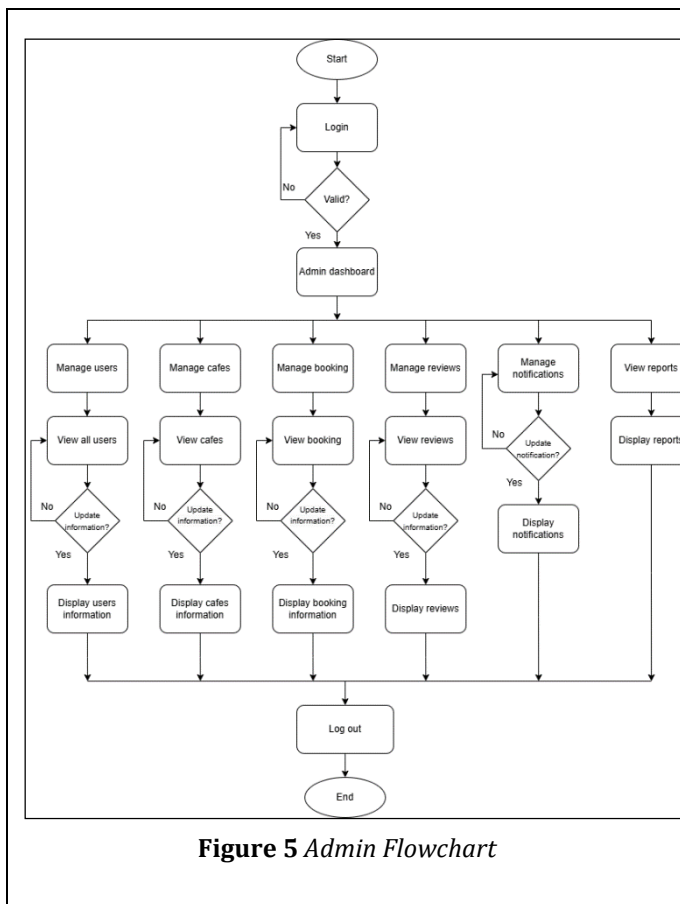 Start
Login
No
Valid?
Yes
Admin dashboard
Manage users
Manage cafes
Manage booking
Manage reviews
Manage
notifications
View reports
View all users
View cafes
View booking
View reviews
No
Update
notification?
Display reports
No
Update
information?
No
Update
information?
No
Update
information?
No
Update
information?
Yes
Display
notifications
Yes
Yes
Yes
Yes
Display users
information
Display cafes
information
Display booking
information
Display reviews
Log out
End
Figure 5 Admin Flowchart